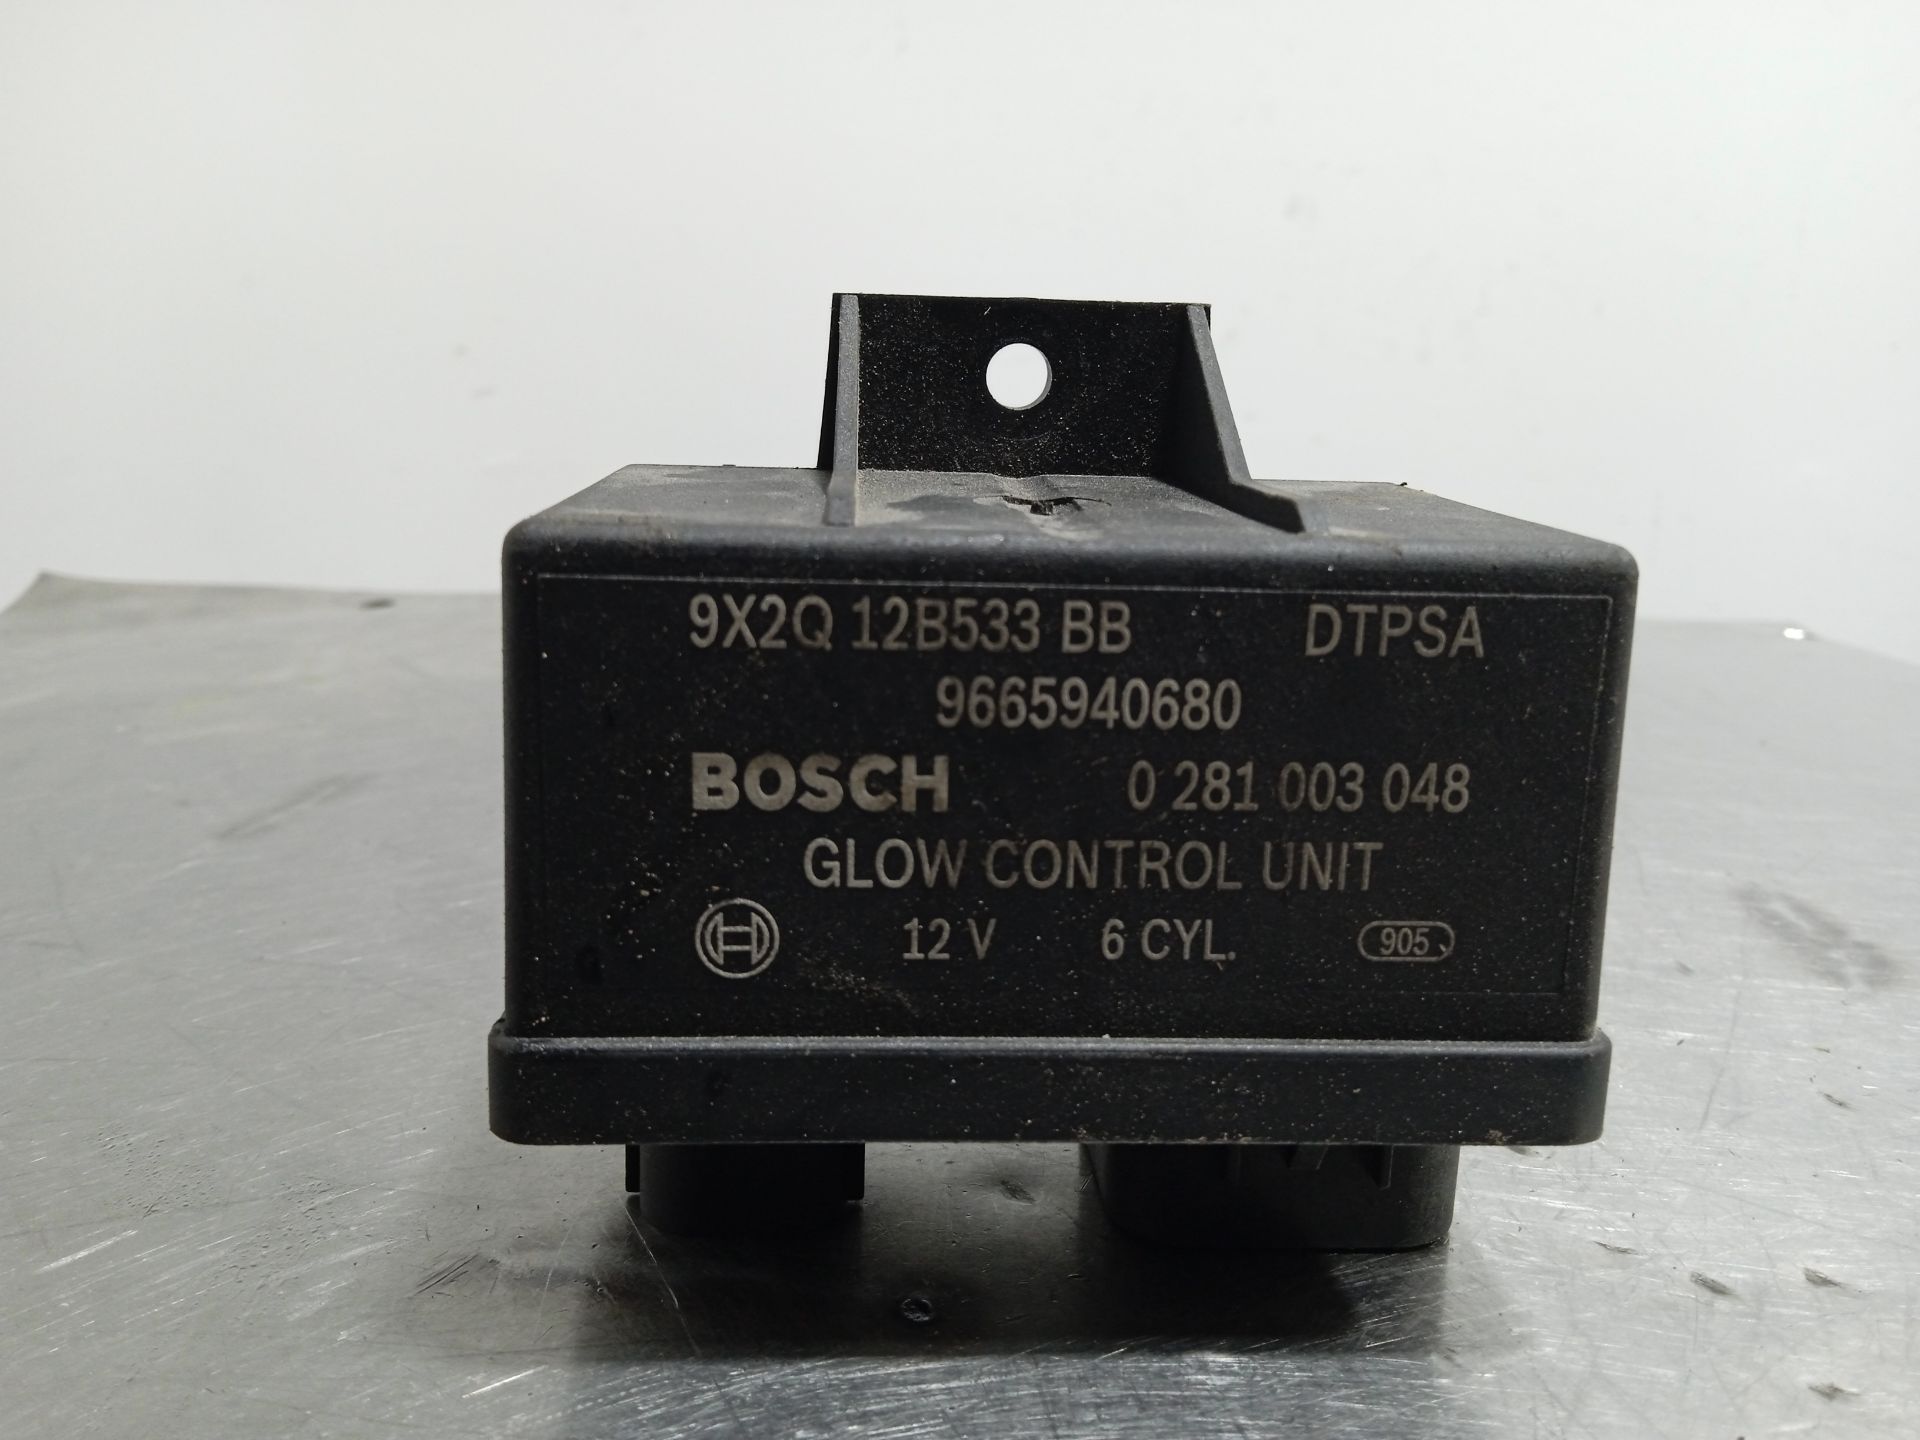 9X2Q 12B533 BB DTPSA
9665940680
BOSCH 0 281 003 048
GLOW CONTROL UNIT
12 V 6 CYL. 905